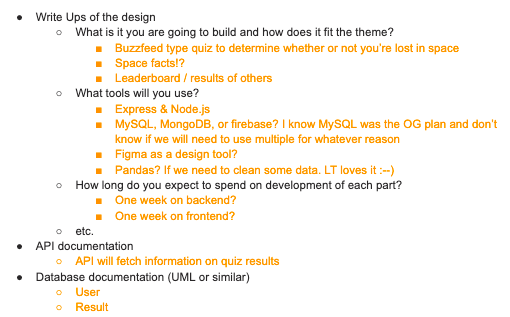 ● Write Ups of the design
○ What is it you are going to build and how does it fit the theme?
■ Buzzfeed type quiz to determine whether or not you're lost in space
■ Space facts!?
■ Leaderboard / results of others
○ What tools will you use?
■ Express & Node.js
■ MySQL, MongoDB, or firebase? I know MySQL was the OG plan and don't
know if we will need to use multiple for whatever reason
■ Figma as a design tool?
■ Pandas? If we need to clean some data. LT loves it :--)
○ How long do you expect to spend on development of each part?
■ One week on backend?
■ One week on frontend?
○ etc.
● API documentation
○ API will fetch information on quiz results
● Database documentation (UML or similar)
○ User
○ Result